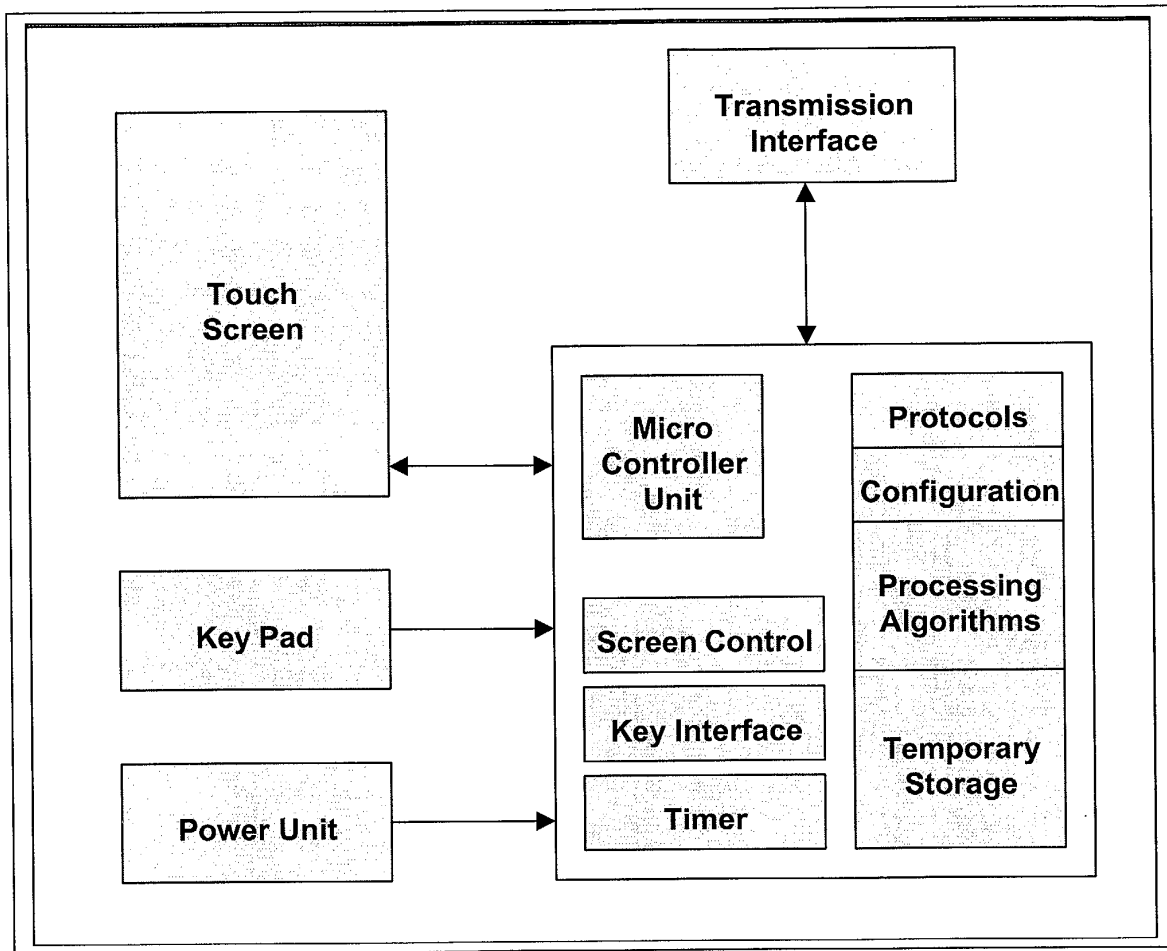 Transmission
Interface
Touch
Screen
Micro
Controller
Unit
Protocols
Configuration
Processing
Algorithms
Key Pad
Screen Control
Key Interface
Temporary
Storage
Power Unit
Timer